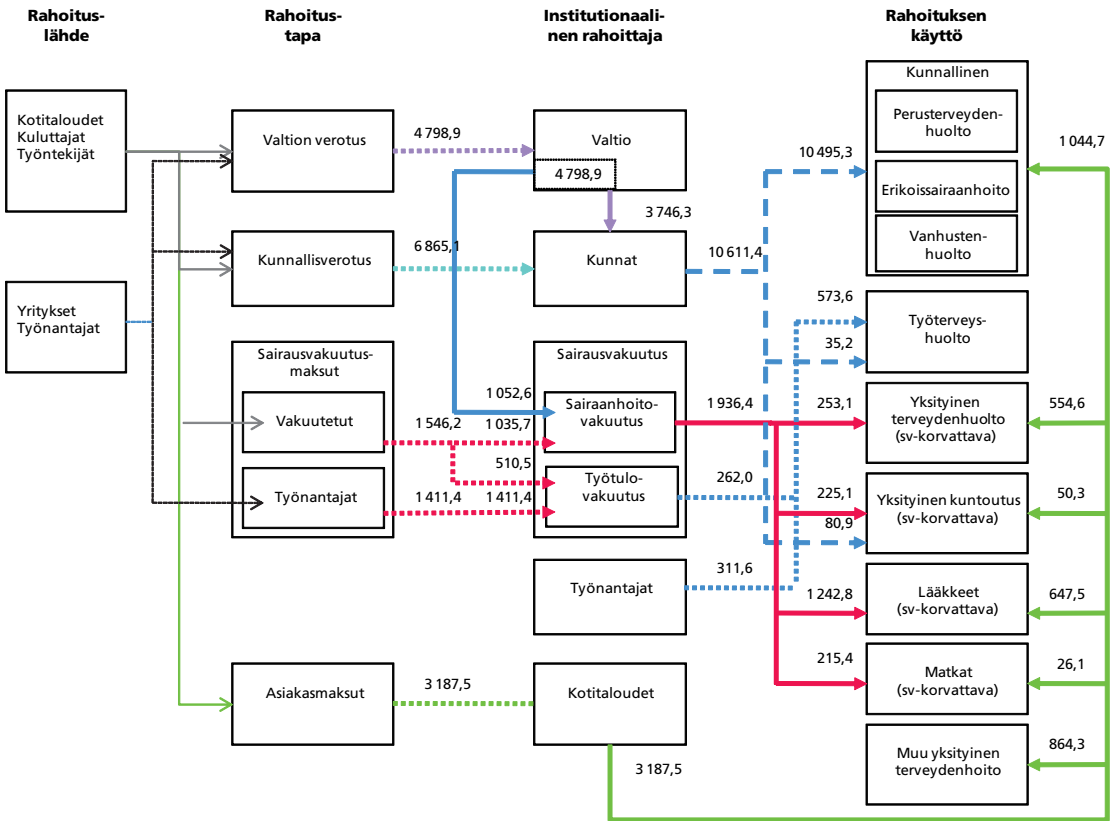 Rahoitus-
lähde
Rahoitus-
tapa
Institutionaali-
nen rahoittaja
Rahoituksen
käyttö
Kotitaloudet
Kuluttajat
Työntekijät
Yritykset
Työnantajat
Valtion verotus
4 798,9
Kunnallisverotus
6 865,1
Sairausvakuutus-
maksut
Vakuutetut
Työnantajat
1 546,2
1 411,4
Asiakasmaksut
3 187,5
Valtio
4 798,9
3 746,3
Kunnat
10 611,4
Sairausvakuutus
1 052,6
1 035,7
Sairaanhoito-
vakuutus
1 936,4
510,5
1 411,4
Työtulo-
vakuutus
262,0
Työnantajat
311,6
Kotitaloudet
3 187,5
Kunnallinen
Perusterveyden-
huolto
Erikoissairaanhoito
Vanhusten-
huolto
10 495,3
1 044,7
573,6
35,2
Työterveys-
huolto
253,1
Yksityinen
terveydenhuolto
(sv-korvattava)
554,6
225,1
80,9
Yksityinen kuntoutus
(sv-korvattava)
50,3
1 242,8
Lääkkeet
(sv-korvattava)
647,5
215,4
Matkat
(sv-korvattava)
26,1
Muu yksityinen
terveydenhoito
864,3